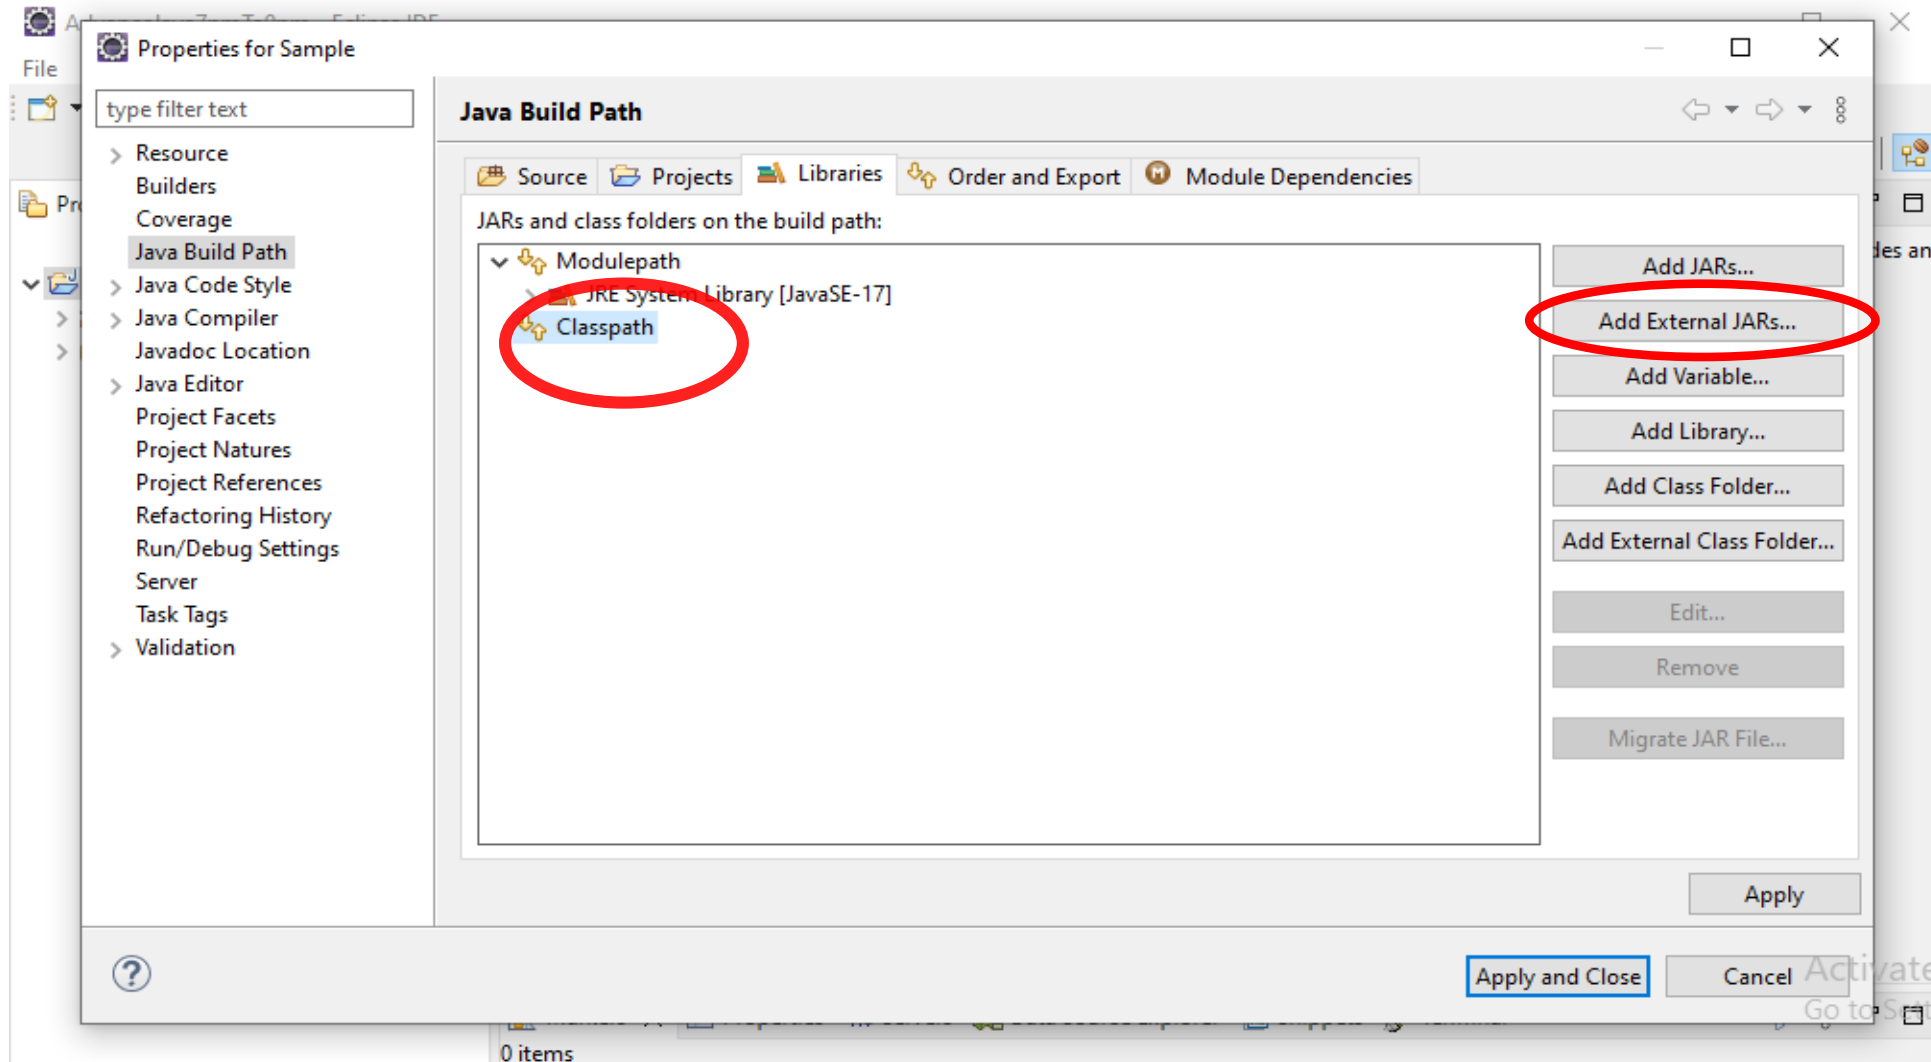 Properties for Sample
File
type filter text
Java Build Path
Resource
Builders
Coverage
Java Build Path
Java Code Style
Java Compiler
Javadoc Location
Java Editor
Project Facets
Project Natures
Project References
Refactoring History
Run/Debug Settings
Server
Task Tags
Validation
Source
Projects
Libraries
Order and Export
Module Dependencies
JARs and class folders on the build path:
Modulepath
JRE System Library [JavaSE-17]
Classpath
Add JARs...
Add External JARs...
Add Variable...
Add Library...
Add Class Folder...
Add External Class Folder...
Edit...
Remove
Migrate JAR File...
Apply
Apply and Close
Cancel
Activate
Go to
0 items